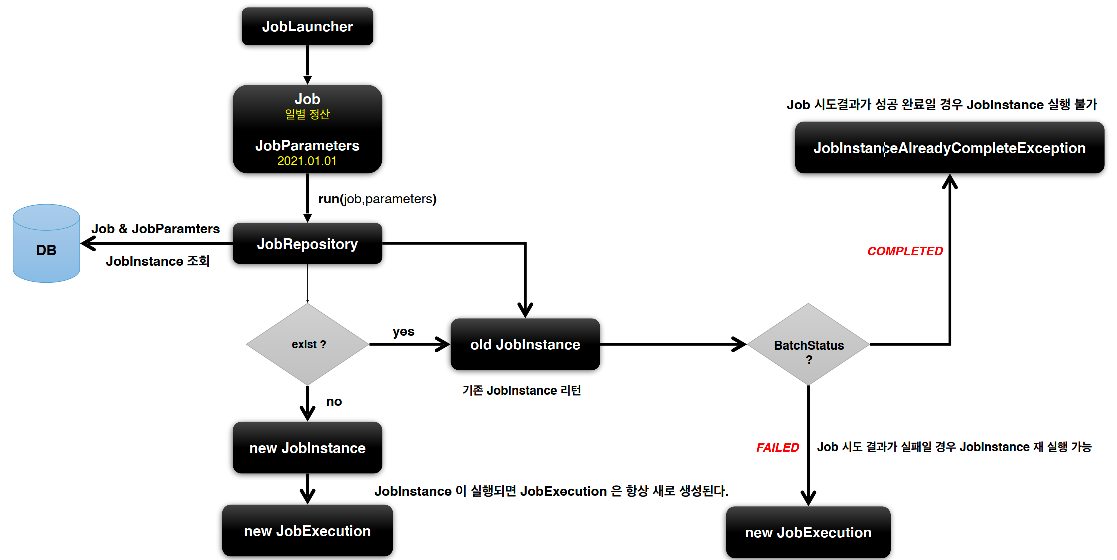 JobLauncher
Job
일별 정산
JobParameters
2021.01.01
run(job,parameters)
Job 시도결과가 성공 완료일 경우 JobInstance 실행 불가
JobInstanceAlreadyCompleteException
DB
Job & JobParamters
JobInstance 조회
JobRepository
COMPLETED
exist ?
yes
old JobInstance
기존 JobInstance 리턴
BatchStatus
?
no
new JobInstance
FAILED
Job 시도 결과가 실패일 경우 JobInstance 재 실행 가능
JobInstance 이 실행되면 JobExecution 은 항상 새로 생성된다.
new JobExecution
new JobExecution